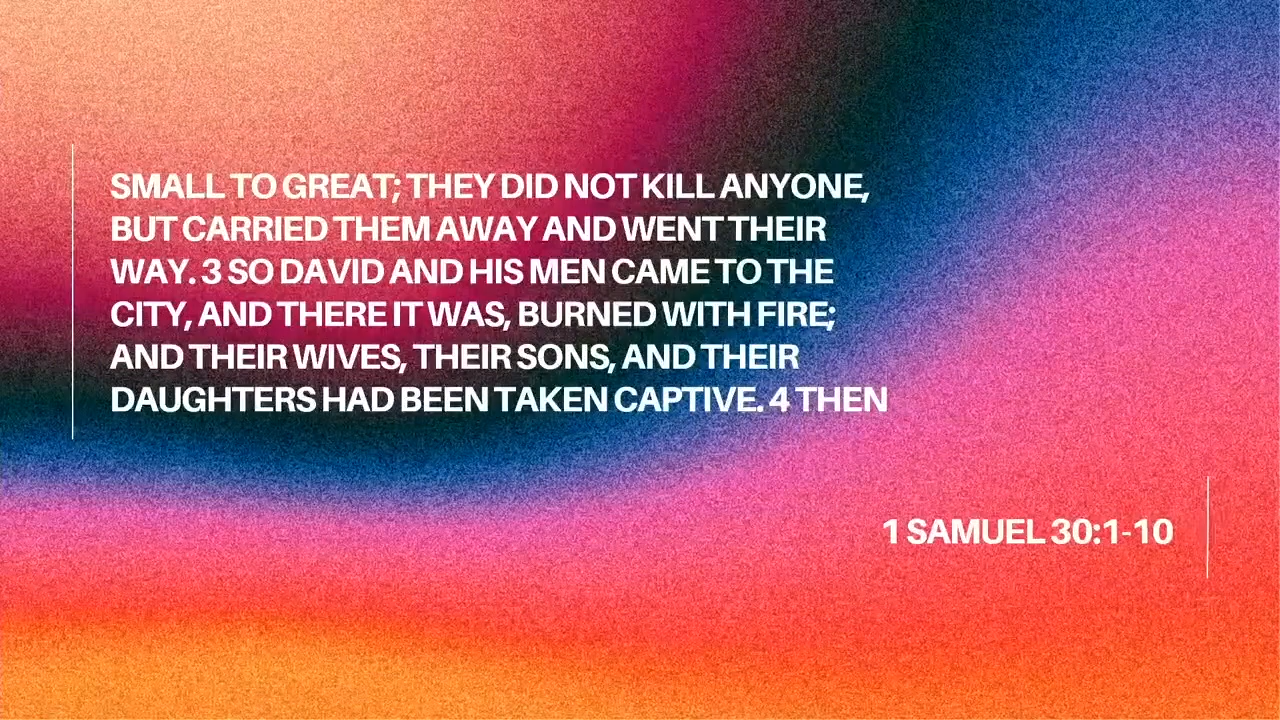 SMALL TO GREAT; THEY DID NOT KILL ANYONE,
BUT CARRIED THEM AWAY AND WENT THEIR
WAY. 3 SO DAVID AND HIS MEN CAME TO THE
CITY, AND THERE IT WAS, BURNED WITH FIRE;
AND THEIR WIVES, THEIR SONS, AND THEIR
DAUGHTERS HAD BEEN TAKEN CAPTIVE. 4 THEN
1 SAMUEL 30:1-10